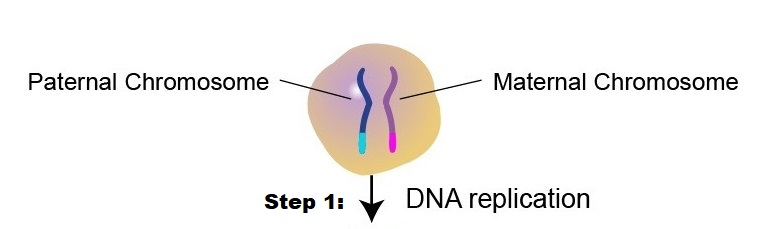 Paternal Chromosome
Maternal Chromosome
Step 1: DNA replication